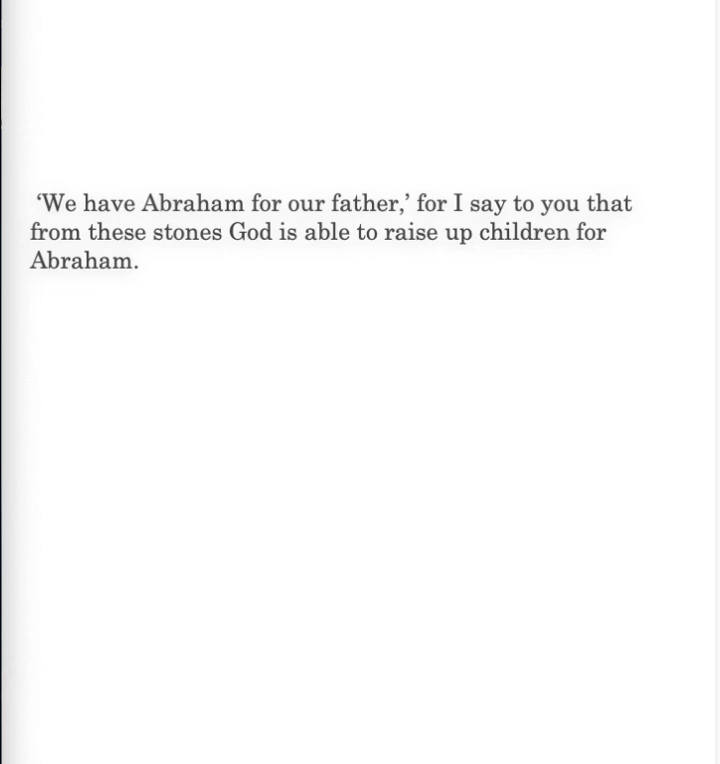 ‘We have Abraham for our father,’ for I say to you that
from these stones God is able to raise up children for
Abraham.